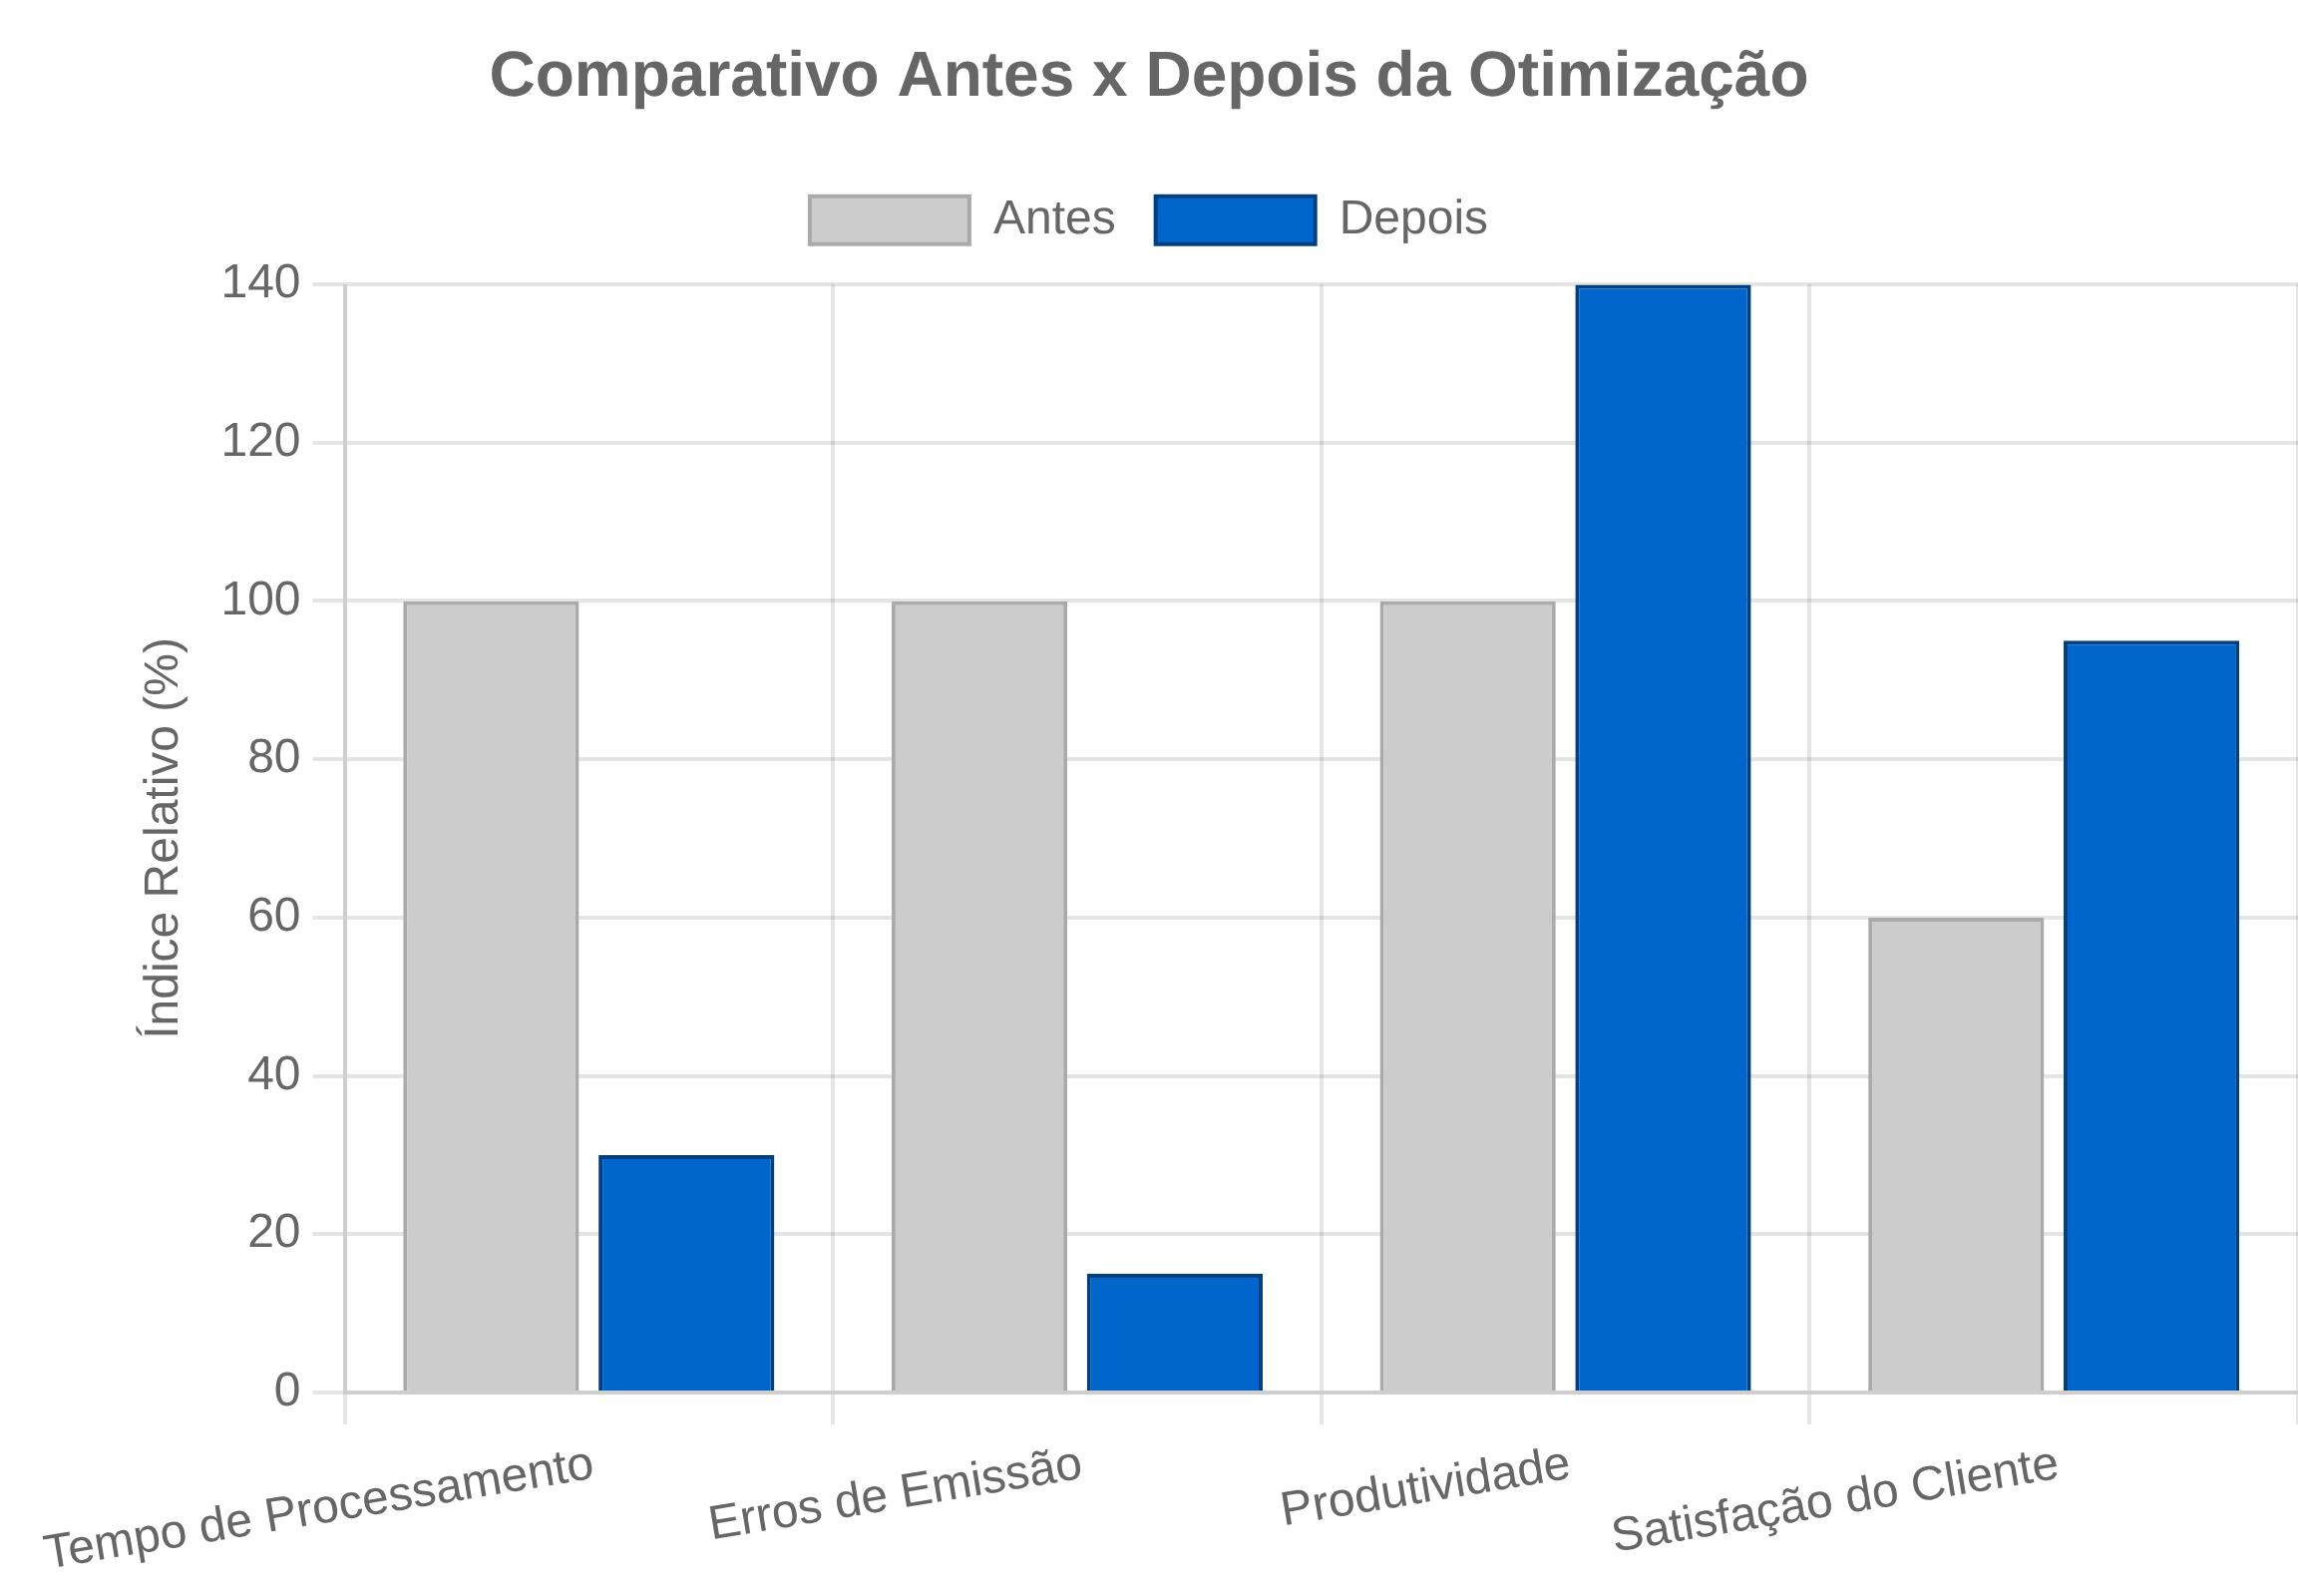 Comparativo Antes x Depois da Otimização
Antes
Depois
140
120
100
80
60
40
20
0
Índice Relativo (%)
Tempo de Processamento
Erros de Emissão
Produtividade
Satisfação do Cliente